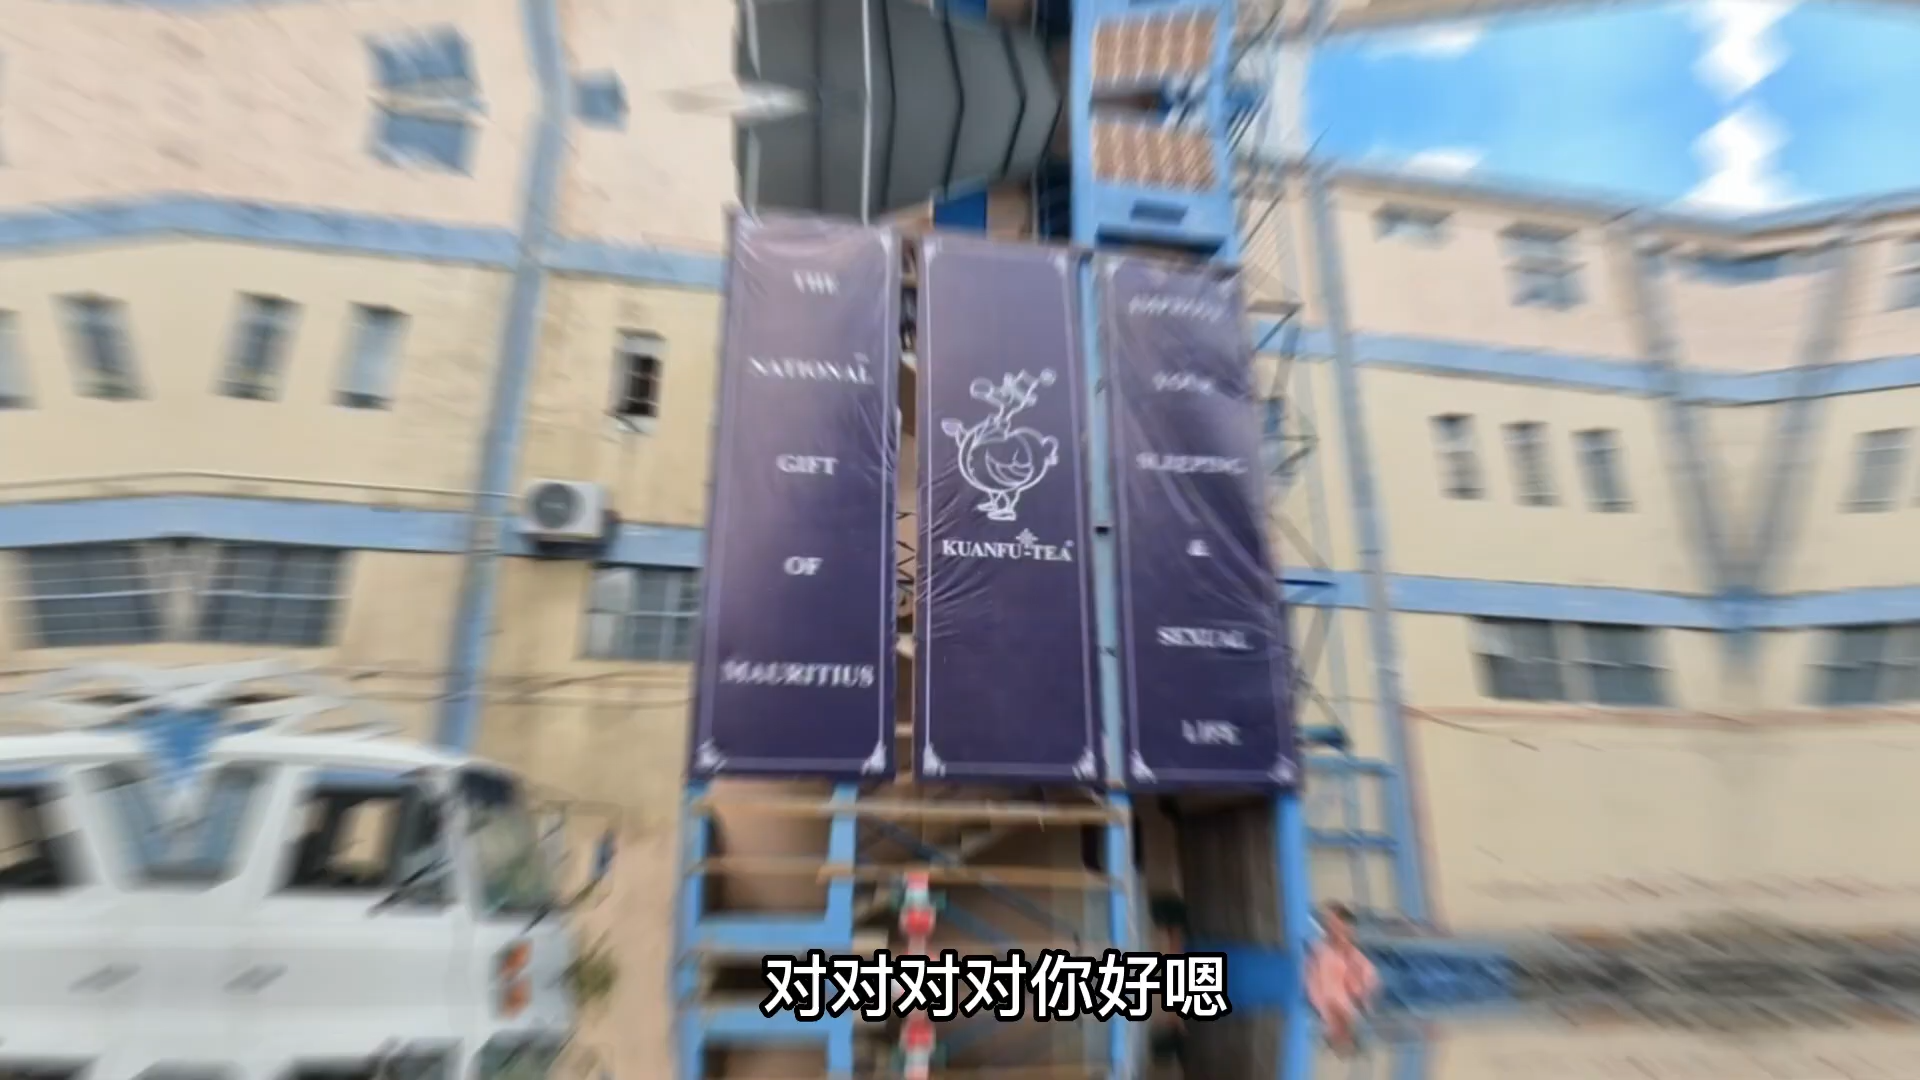 THE
NATIONAL
GIFT
OF
MAURITIUS
KUANFU-TEA
SLEEPING
&
SEXUAL
LIFE
对对对对你好嗯